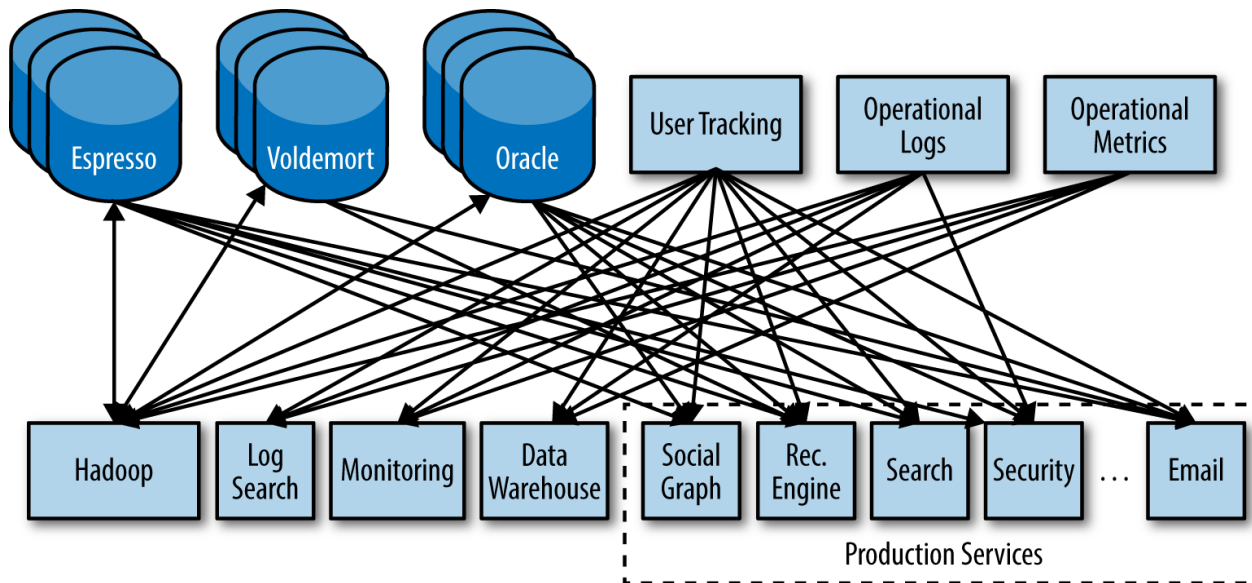 Espresso
Voldemort
Oracle
User Tracking
Operational
Logs
Operational
Metrics
Hadoop
Log
Search
Monitoring
Data
Warehouse
Social
Graph
Rec.
Engine
Search
Security
...
Email
Production Services